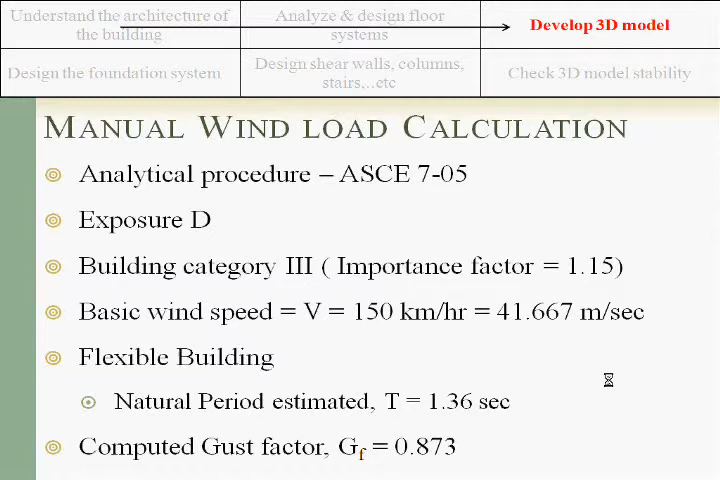 Understand the architecture of
the building
Analyze & design floor
systems
Develop 3D model
Design the foundation system
Design shear walls, columns,
stairs,..etc
Check 3D model stability
MANUAL WIND LOAD CALCULATION
Analytical procedure – ASCE 7-05
Exposure D
Building category III ( Importance factor = 1.15)
Basic wind speed = V = 150 km/hr = 41.667 m/sec
Flexible Building
Natural Period estimated, T = 1.36 sec
Computed Gust factor, Gf = 0.873